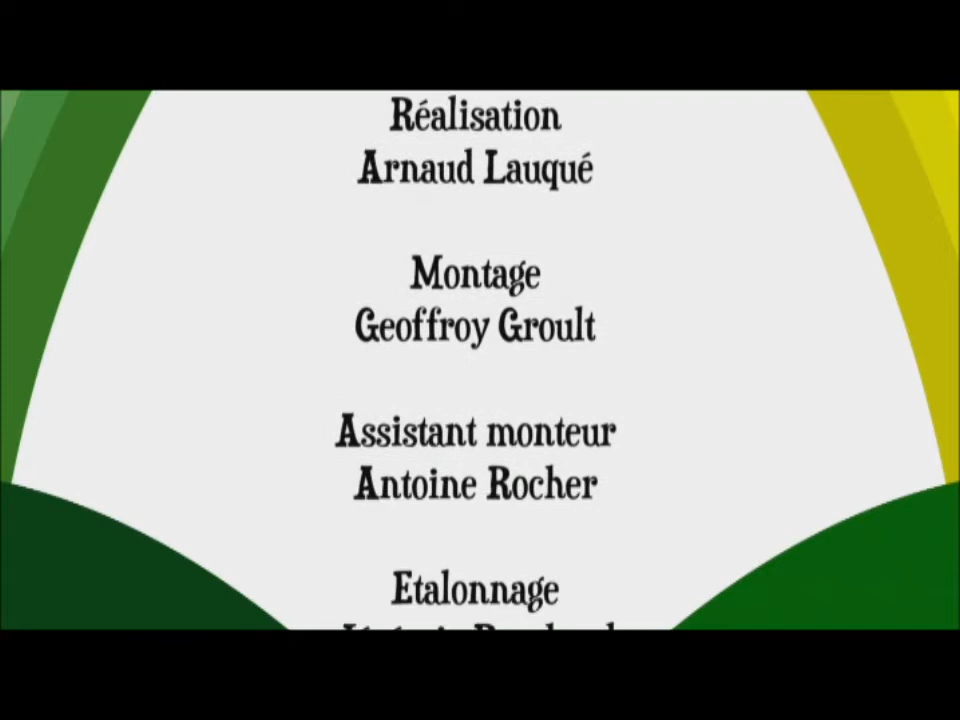 Réalisation
Arnaud Lauqué
Montage
Geoffroy Groult
Assistant monteur
Antoine Rocher
Etalonnage